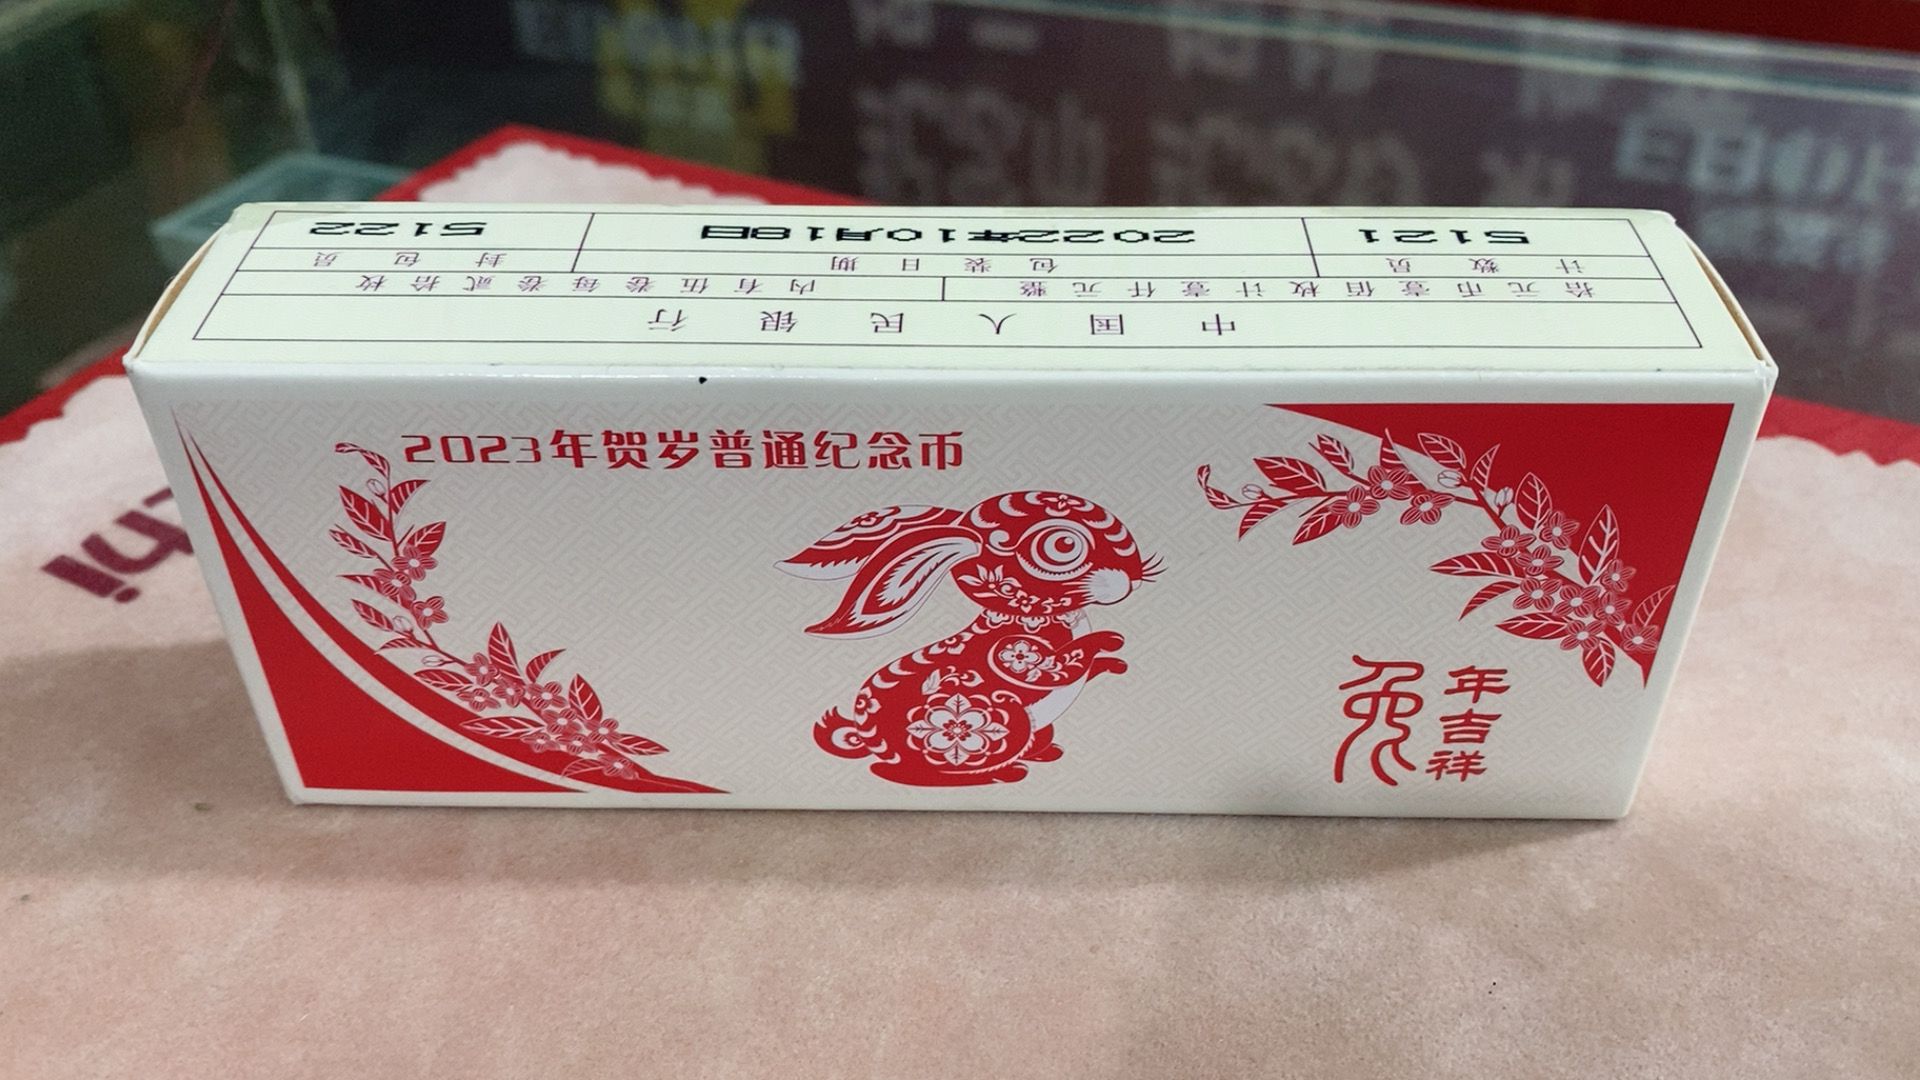 中国人民银行
拾元币壹佰枚计壹仟元整
内有伍卷每卷贰拾枚
计数员
包装日期
封包员
5121
2022年10月18日
5122
2023年贺岁普通纪念币
兔
年吉祥